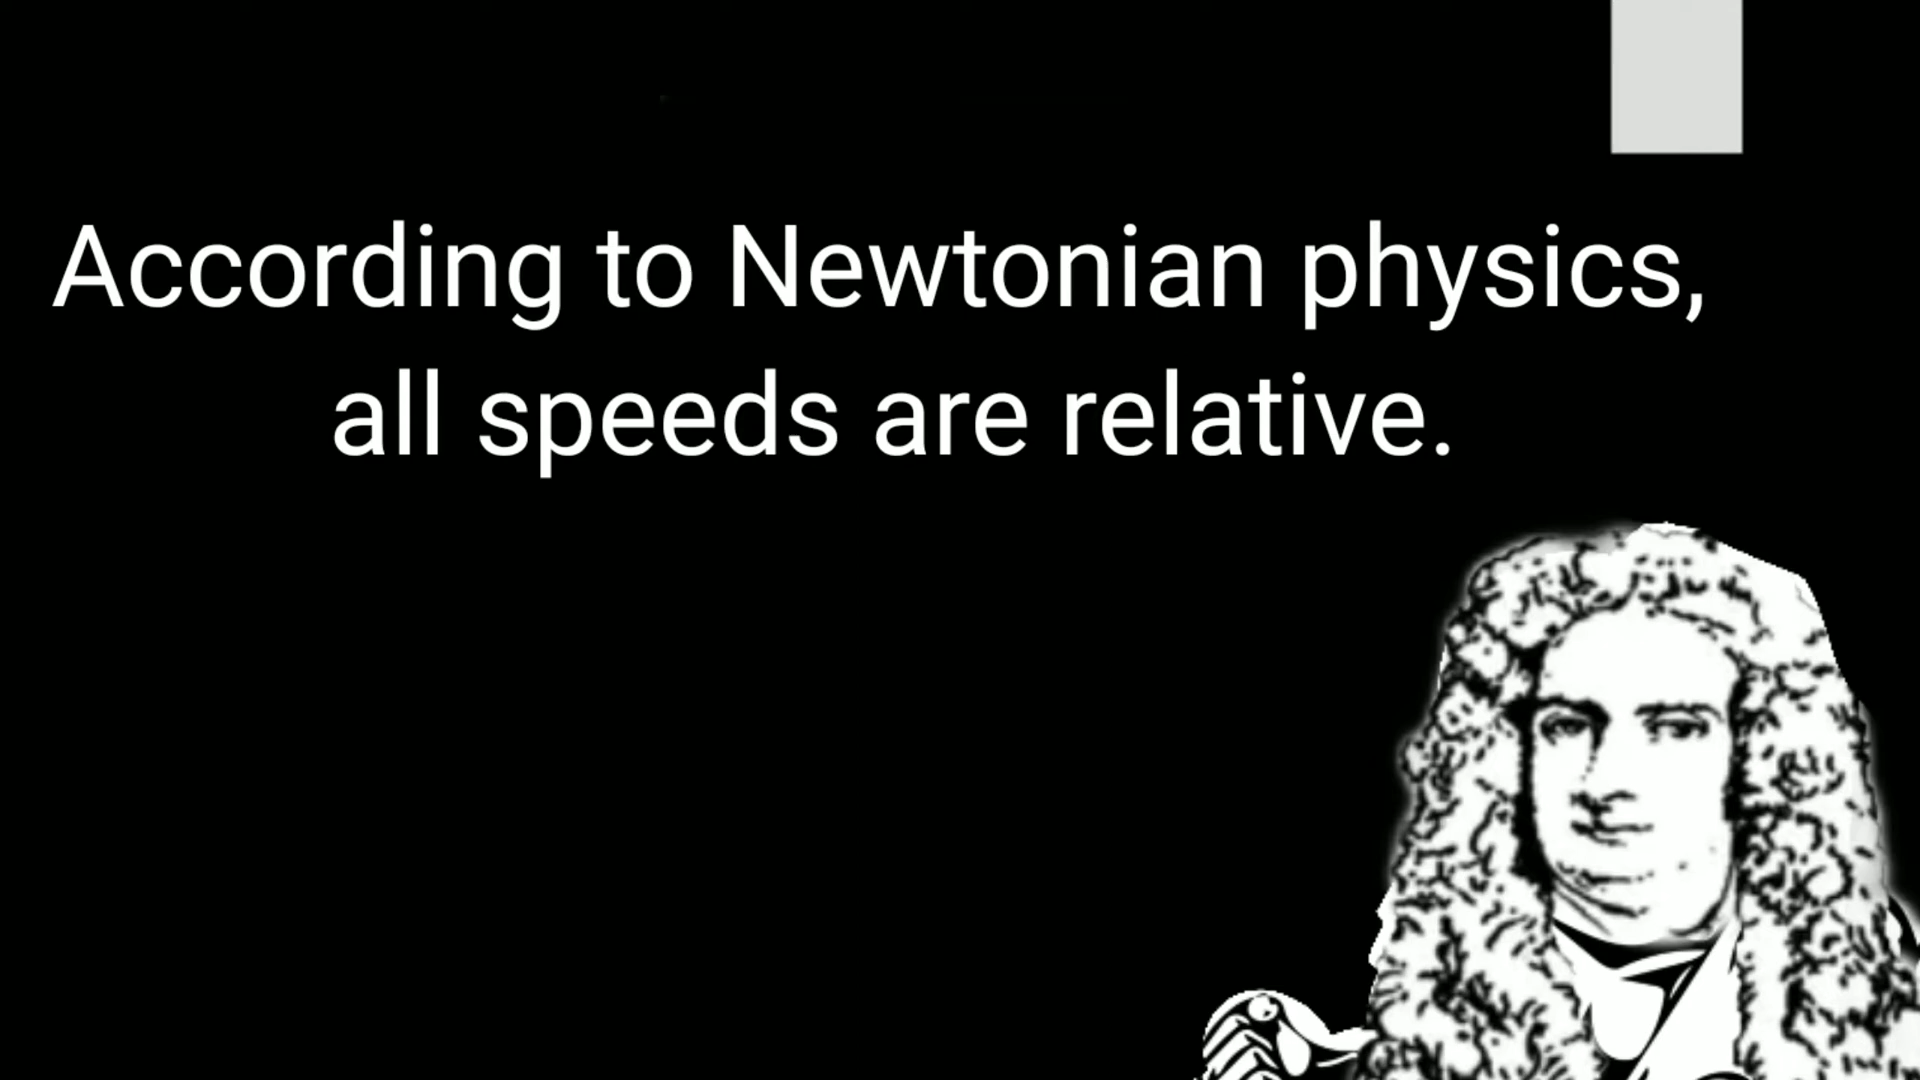 According to Newtonian physics,
all speeds are relative.